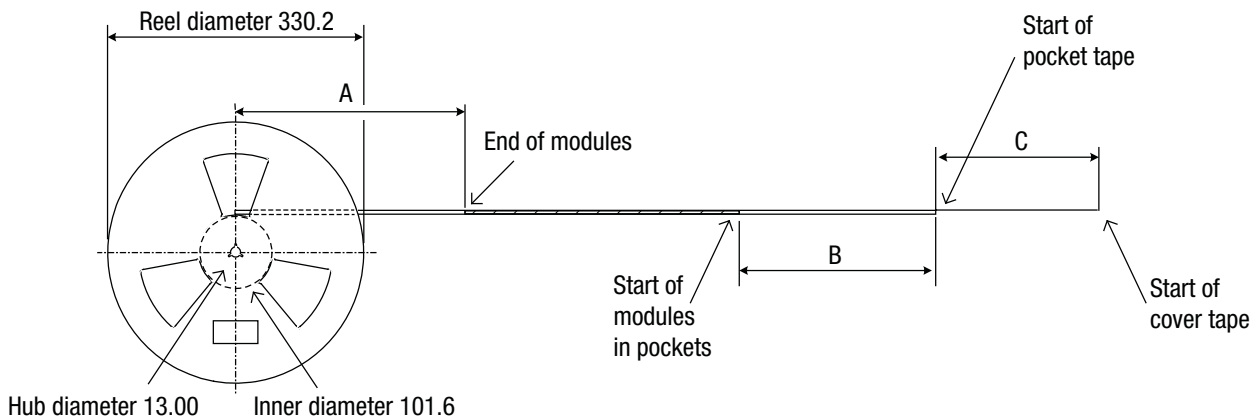 Reel diameter 330.2
Start of
pocket tape
A
End of modules
C
B
Start of
modules
in pockets
Start of
cover tape
Hub diameter 13.00
Inner diameter 101.6